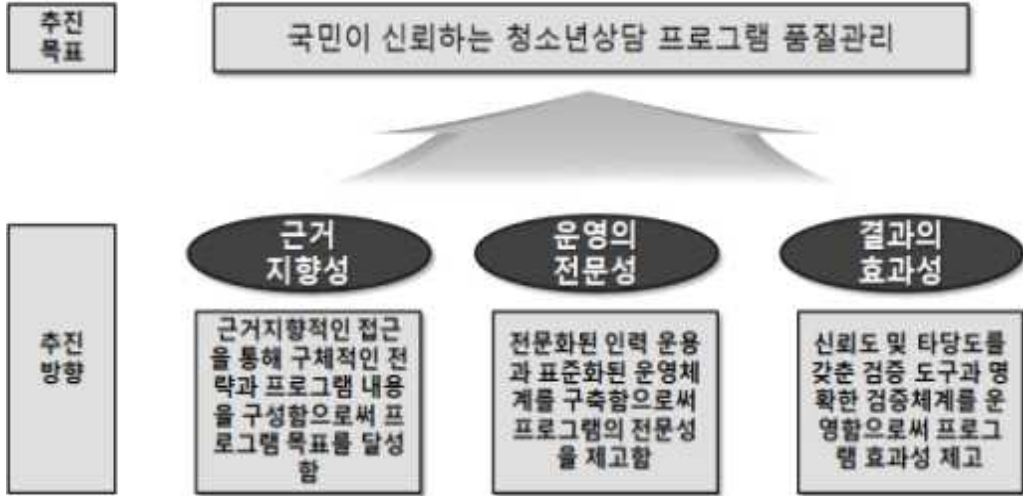 추진
목표
국민이 신뢰하는 청소년상담 프로그램 품질관리
추진
방향
근거
지향성
근거지향적인 접근
을 통해 구체적인 전
략과 프로그램 내용
을 구성함으로써 프
로그램 목표를 달성
함
운영의
전문성
전문화된 인력 운용
과 표준화된 운영체
계를 구축함으로써
프로그램의 전문성
을 제고함
결과의
효과성
신뢰도 및 타당도를
갖춘 검증 도구과 명
확한 검증체계를 운
영함으로써 프로그
램 효과성 제고